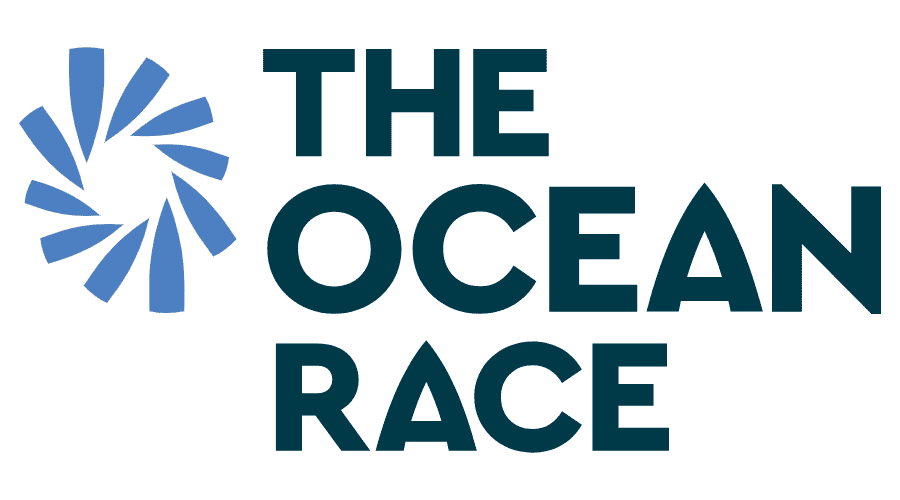 THE
OCEAN
RACE